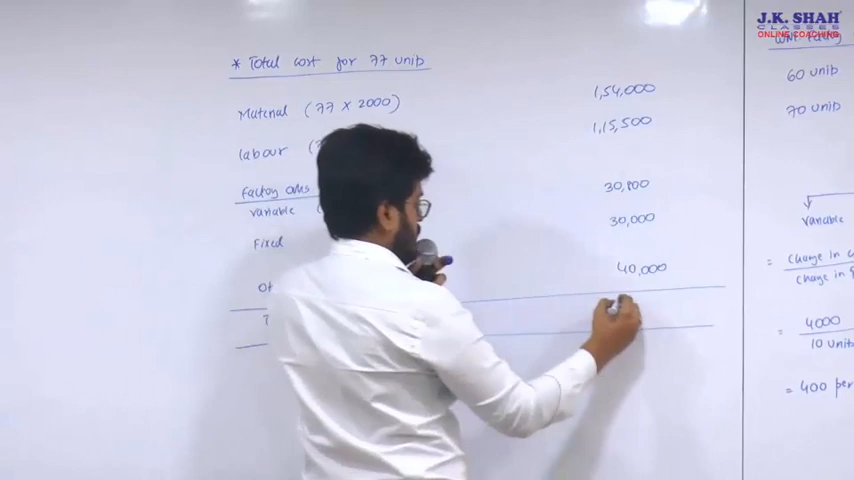 J.K. SHAH
CLASSES
ONLINE COACHING
* Total cost for 77 units
Material (77 x 2000) 1,54,000
labour 1,15,500
Factory
variable 30,800
Fixed 30,000
40,000
60 units
70 units
variable
= change in
change in
= 4000
10 units
= 400 per